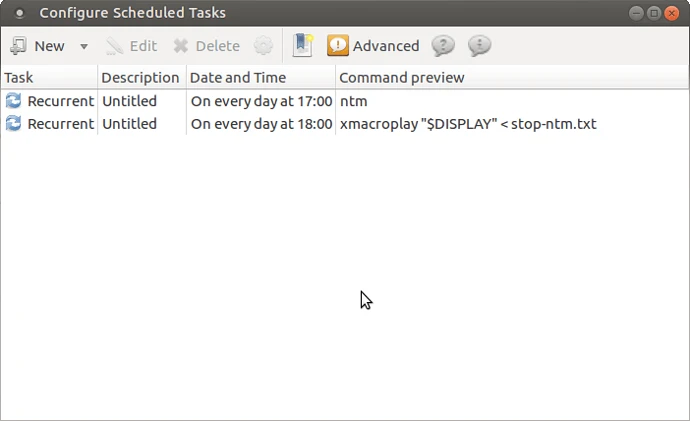 Configure Scheduled Tasks
New Edit Delete Advanced
Task Description Date and Time Command preview
Recurrent Untitled On every day at 17:00 ntm
Recurrent Untitled On every day at 18:00 xmacroplay "$DISPLAY" < stop-ntm.txt